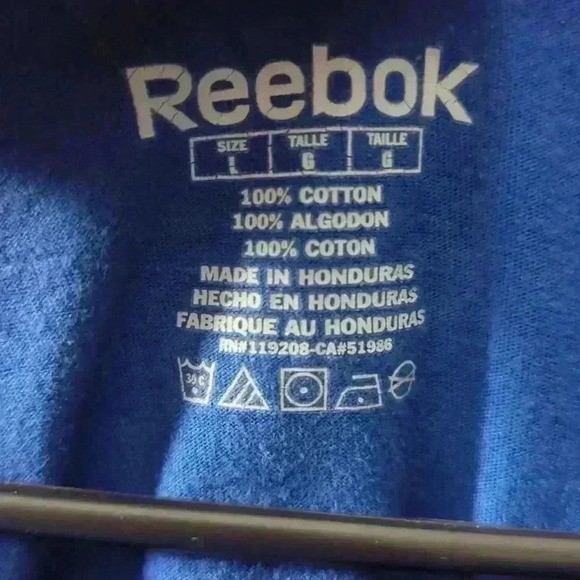 Reebok
SIZE TALLE TAILLE
L G G
100% COTTON
100% ALGODON
100% COTON
MADE IN HONDURAS
HECHO EN HONDURAS
FABRIQUE AU HONDURAS
RN#119208-CA#51986
30 C